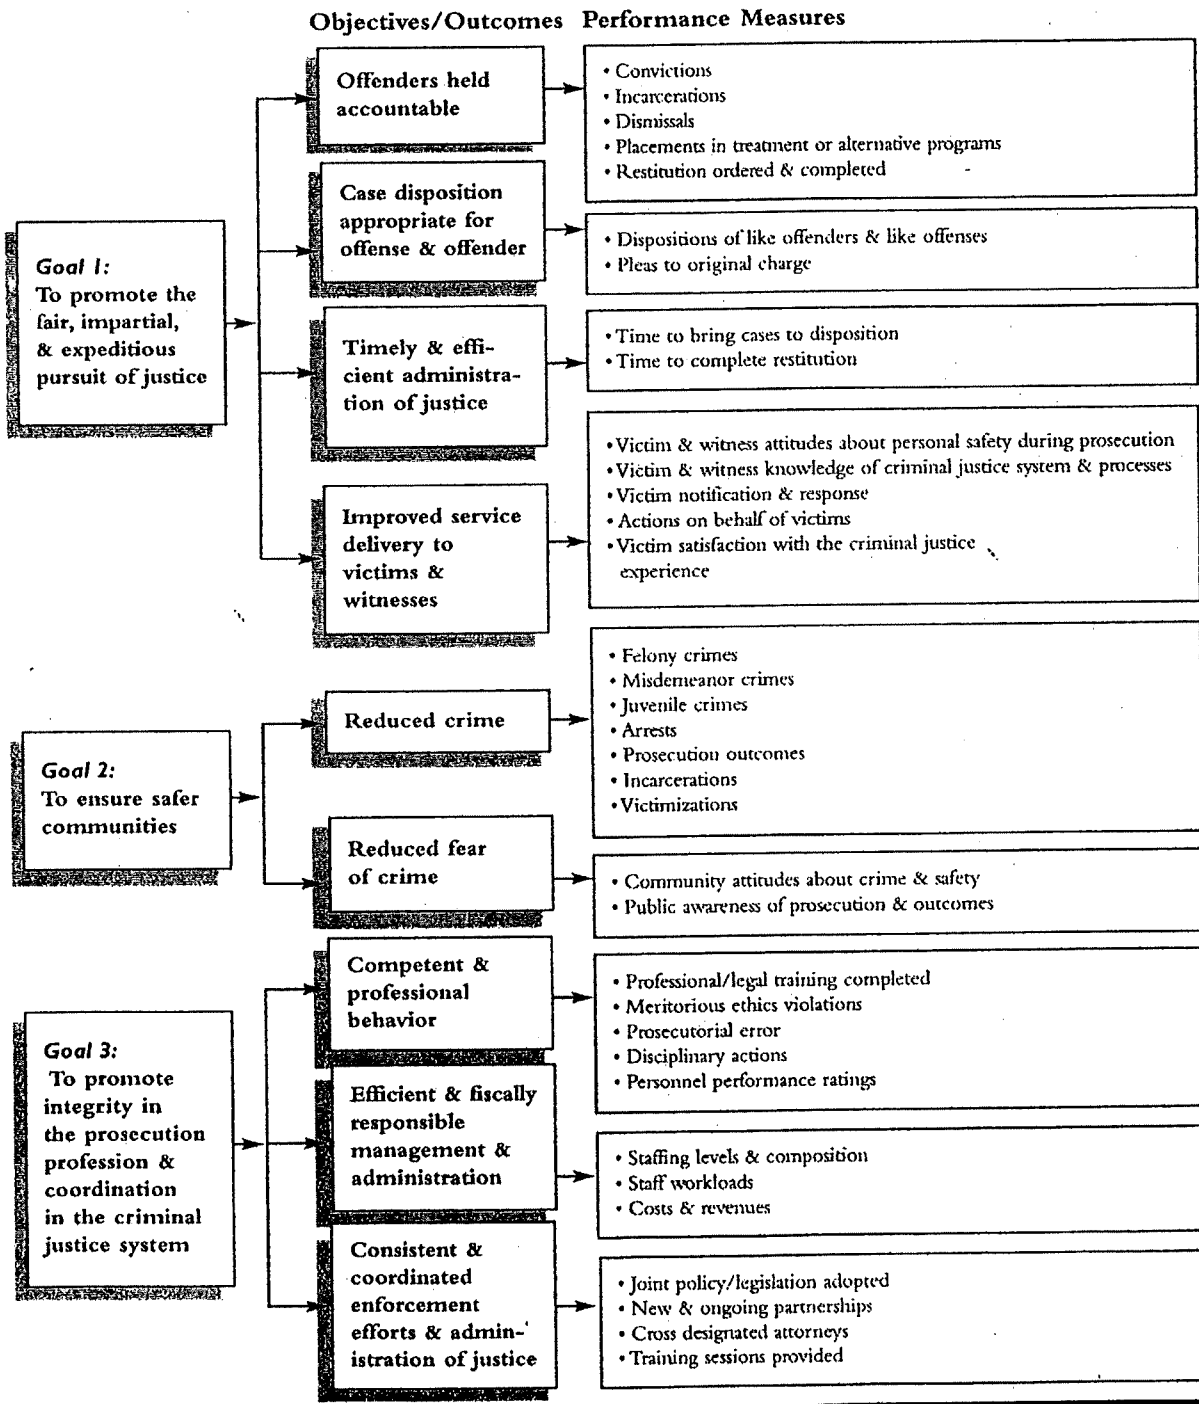 Objectives/Outcomes Performance Measures
Goal 1:
To promote the
fair, impartial,
& expeditious
pursuit of justice
Offenders held
accountable
• Convictions
• Incarcerations
• Dismissals
• Placements in treatment or alternative programs
• Restitution ordered & completed
Case disposition
appropriate for
offense & offender
• Dispositions of like offenders & like offenses
• Pleas to original charge
Timely & effi-
cient administra-
tion of justice
• Time to bring cases to disposition
• Time to complete restitution
Improved service
delivery to
victims &
witnesses
• Victim & witness attitudes about personal safety during prosecution
• Victim & witness knowledge of criminal justice system & processes
• Victim notification & response
• Actions on behalf of victims
• Victim satisfaction with the criminal justice
experience
Goal 2:
To ensure safer
communities
Reduced crime
• Felony crimes
• Misdemeanor crimes
• Juvenile crimes
• Arrests
• Prosecution outcomes
• Incarcerations
• Victimizations
Reduced fear
of crime
• Community attitudes about crime & safety
• Public awareness of prosecution & outcomes
Goal 3:
To promote
integrity in
the prosecution
profession &
coordination
in the criminal
justice system
Competent &
professional
behavior
• Professional/legal training completed
• Meritorious ethics violations
• Prosecutorial error
• Disciplinary actions
• Personnel performance ratings
Efficient & fiscally
responsible
management &
administration
• Staffing levels & composition
• Staff workloads
• Costs & revenues
Consistent &
coordinated
enforcement
efforts & admin-
istration of justice
• Joint policy/legislation adopted
• New & ongoing partnerships
• Cross designated attorneys
• Training sessions provided